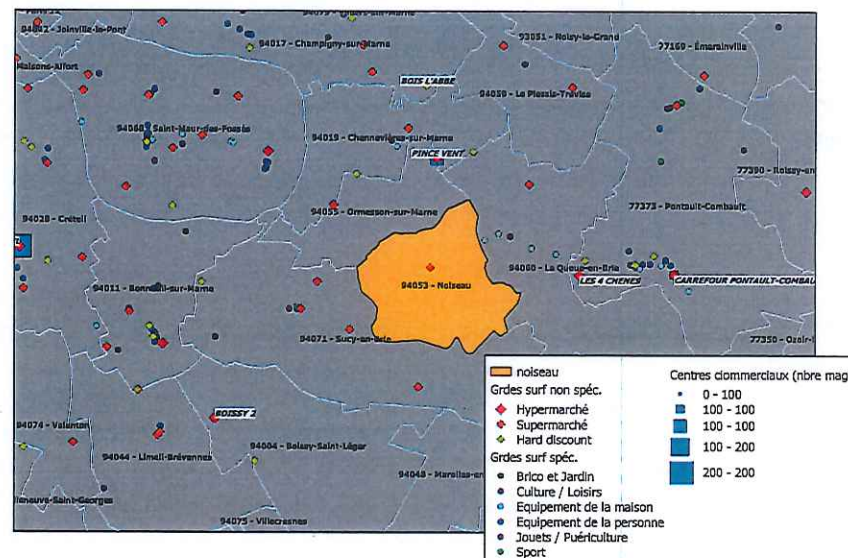 94042 - Joinville-le-Pont
94017 - Champigny-sur-Marne
93051 - Noisy-le-Grand
77169 - Émerainville
Maisons-Alfort
BOIS L'ABBÉ
94059 - Le Plessis-Trévise
94068 - Saint-Maur-des-Fossés
94019 - Chennevières-sur-Marne
PINCE VENT
77390 - Roissy-en
77373 - Pontault-Combault
94055 - Ormesson-sur-Marne
94028 - Créteil
94060 - La Queue-en-Brie
94053 - Noiseau
LES 4 CHENES
CARREFOUR PONTAULT-COMBAU
94011 - Bonneuil-sur-Marne
94071 - Sucy-en-Brie
77350 - Ozoir-l
BOISSY 2
94074 - Valenton
94044 - Limeil-Brévannes
94004 - Boissy-Saint-Léger
94048 - Marolles-en
lleneuve-Saint-Georges
94075 - Villecresnes
noiseau
Grdes surf non spéc.
Hypermarché
Supermarché
Hard discount
Grdes surf spéc.
Brico et Jardin
Culture / Loisirs
Equipement de la maison
Equipement de la personne
Jouets / Puériculture
Sport
Centres clommerciaux (nbre mag
0 - 100
100 - 100
100 - 100
100 - 200
200 - 200